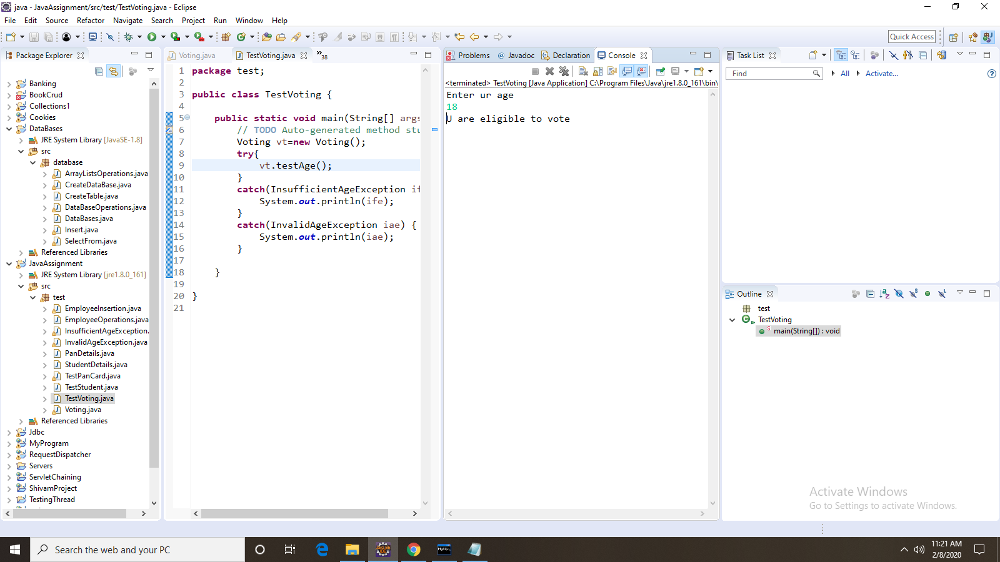 java - JavaAssignment/src/test/TestVoting.java - Eclipse
File Edit Source Refactor Navigate Search Project Run Window Help
Quick Access
Package Explorer
Banking
BookCrud
Collections1
Cookies
DataBases
JRE System Library [JavaSE-1.8]
src
database
ArrayListsOperations.java
CreateDataBase.java
CreateTable.java
DataBaseOperations.java
DataBases.java
Insert.java
SelectFrom.java
Referenced Libraries
JavaAssignment
JRE System Library [jre1.8.0_161]
src
test
EmployeeInsertion.java
EmployeeOperations.java
InsufficientAgeException.
InvalidAgeException.java
PanDetails.java
StudentDetails.java
TestPanCard.java
TestStudent.java
TestVoting.java
Voting.java
Referenced Libraries
Jdbc
MyProgram
RequestDispatcher
Servers
ServletChaining
ShivamProject
TestingThread
Voting.java TestVoting.java »38
1 package test;
2
3 public class TestVoting {
4
5 public static void main(String[] args
6 // TODO Auto-generated method stu
7 Voting vt=new Voting();
8 try{
9 vt.testAge();
10 }
11 catch(InsufficientAgeException if
12 System.out.println(ife);
13 }
14 catch(InvalidAgeException iae) {
15 System.out.println(iae);
16 }
17
18 }
19
20 }
21
Problems @ Javadoc Declaration Console
<terminated> TestVoting [Java Application] C:\Program Files\Java\jre1.8.0_161\bin\
Enter ur age
18
U are eligible to vote
Task List
Find All Activate...
Outline
test
TestVoting
main(String[]) : void
Activate Windows
Go to Settings to activate Windows.
Search the web and your PC
11:21 AM
2/8/2020